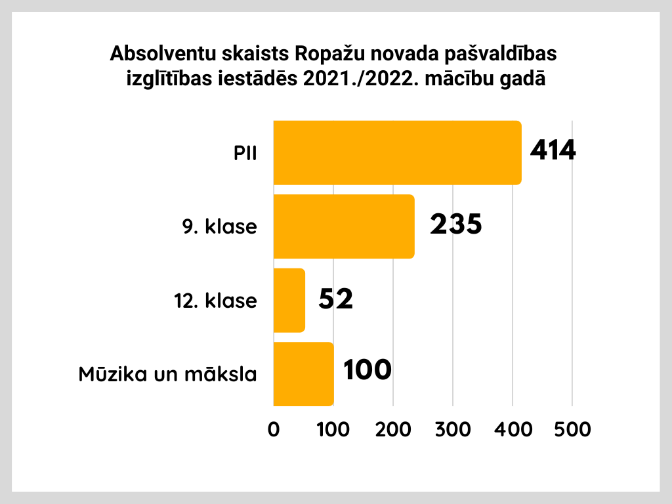 Absolventu skaists Ropažu novada pašvaldības
izglītības iestādēs 2021./2022. mācību gadā
PII
414
9. klase
235
12. klase
52
Mūzika un māksla
100
0 100 200 300 400 500